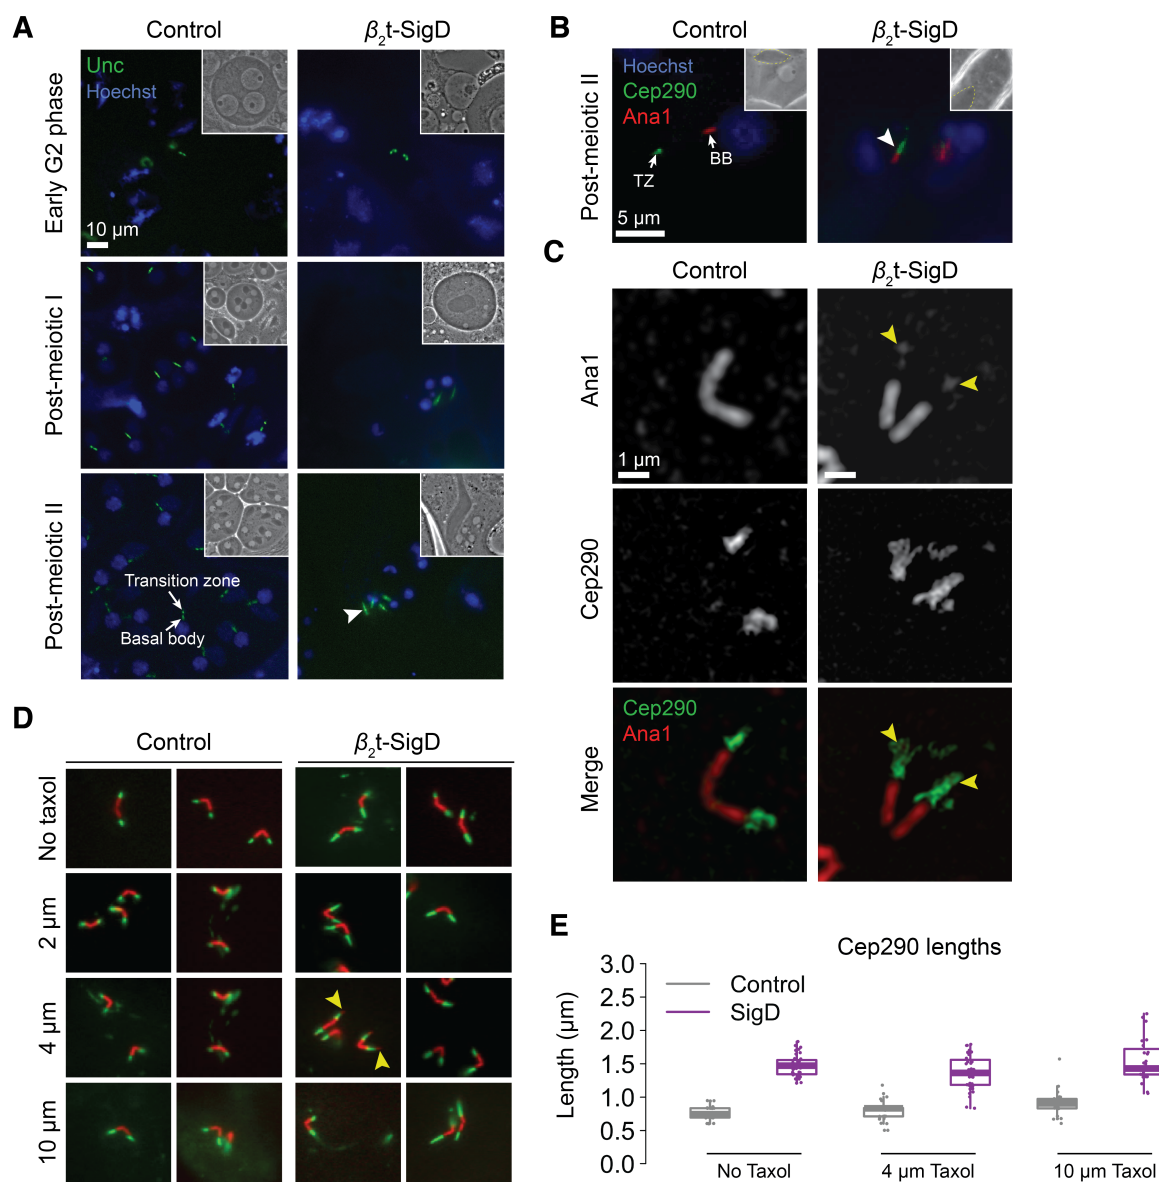 A
Control
β2t-SigD
Early G2 phase
Unc
Hoechst
10 μm
Post-meiotic I
Post-meiotic II
Transition zone
Basal body
B
Control
β2t-SigD
Post-meiotic II
Hoechst
Cep290
Ana1
BB
TZ
5 μm
C
Control
β2t-SigD
Ana1
1 μm
Cep290
Merge
Cep290
Ana1
D
Control
β2t-SigD
No taxol
2 μm
4 μm
10 μm
E
Cep290 lengths
Length (μm)
3.0
2.5
2.0
1.5
1.0
0.5
0.0
Control
SigD
No Taxol
4 μm Taxol
10 μm Taxol